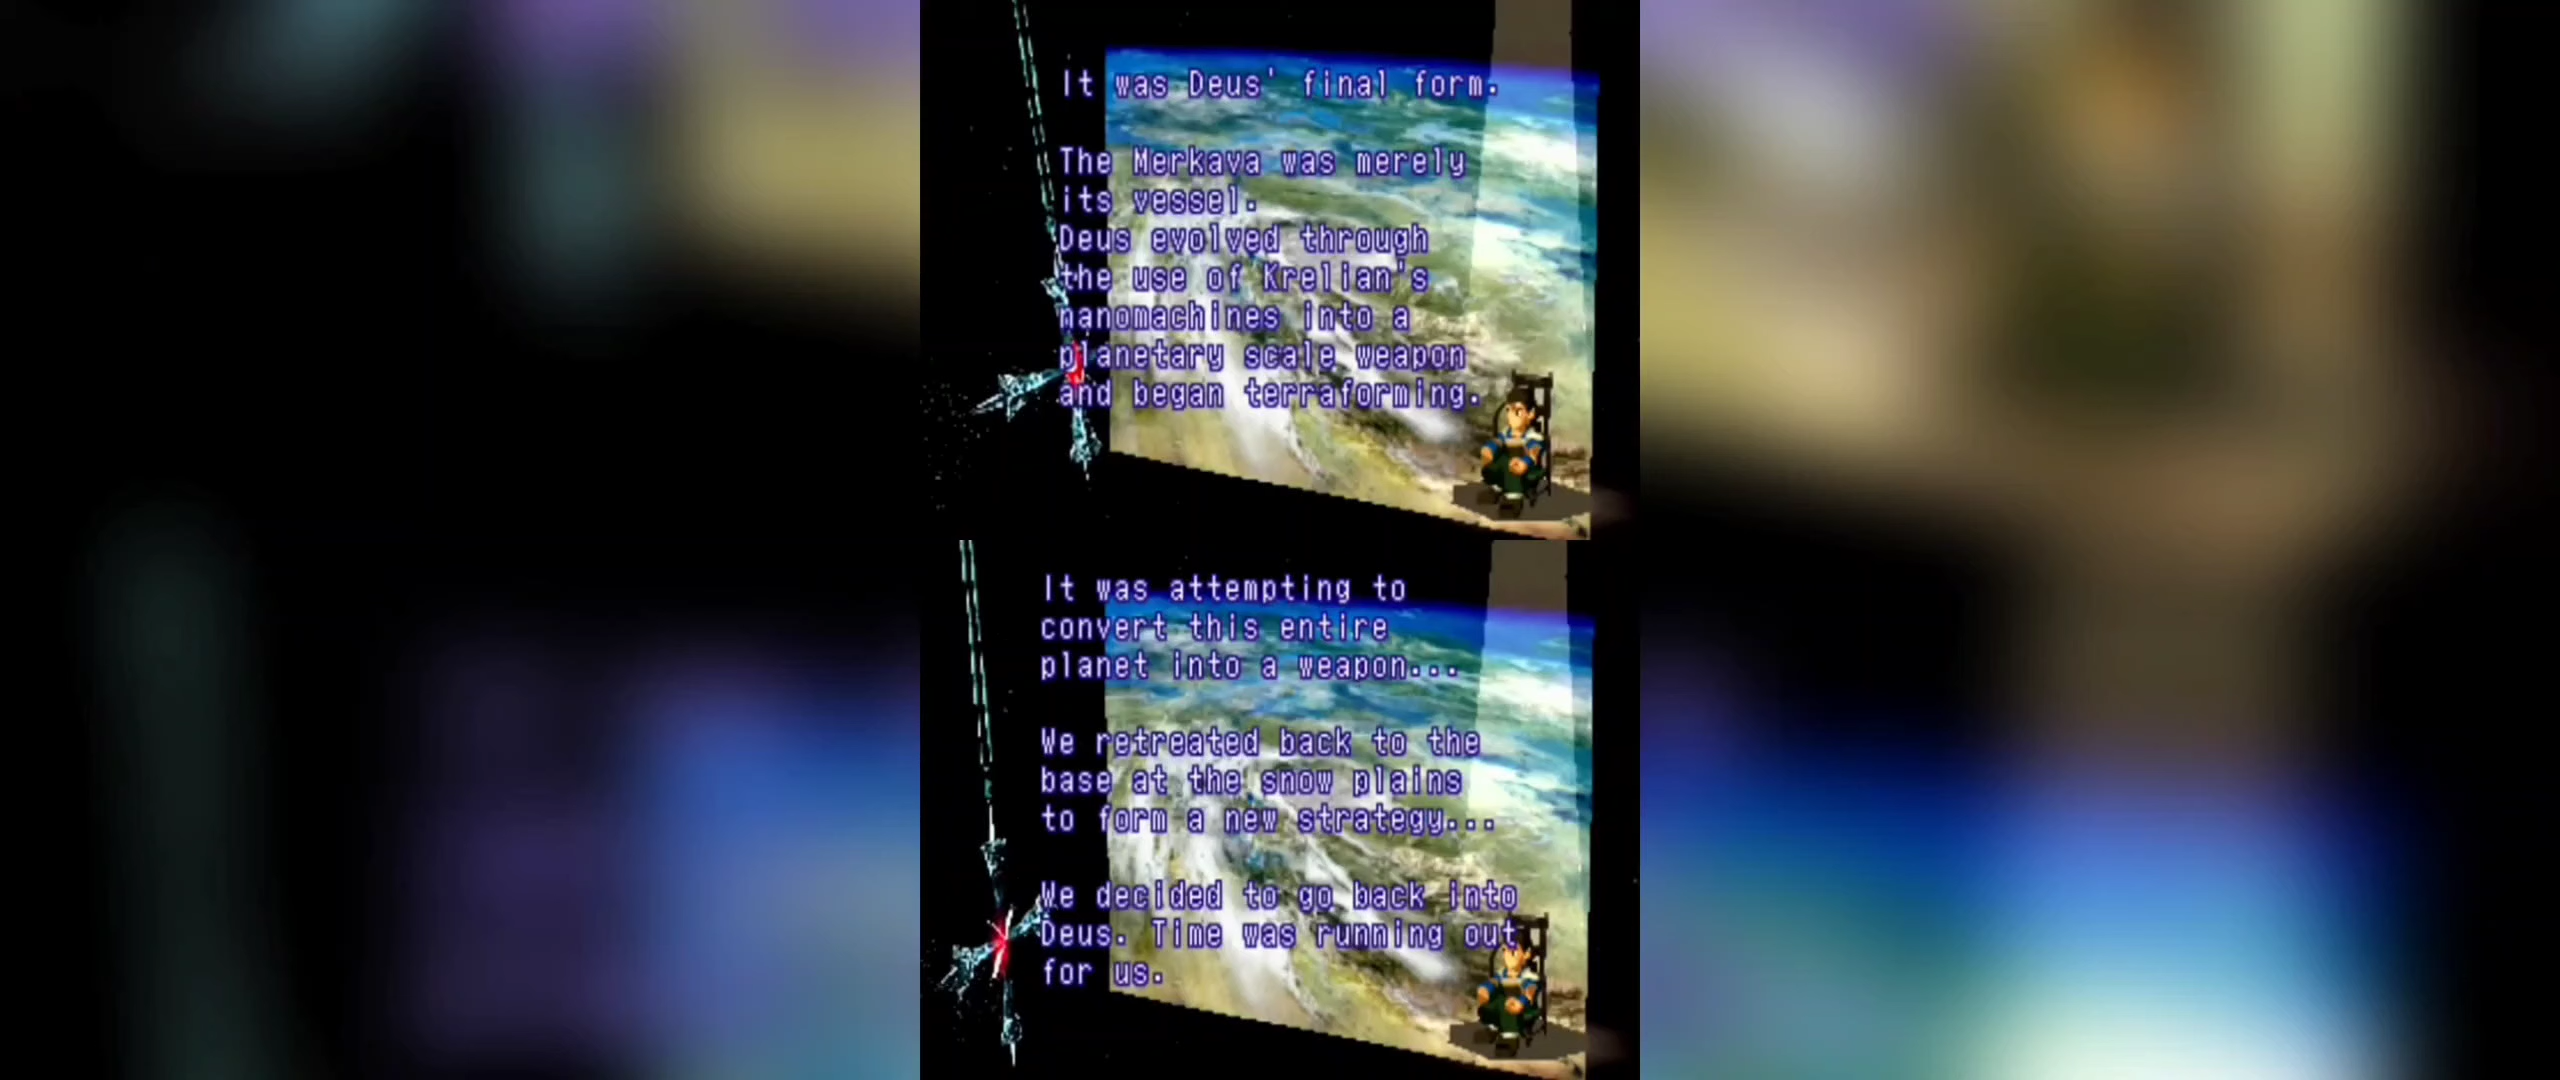 It was Deus' final form.
The Merkava was merely
its vessel.
Deus evolved through
the use of Krelian's
nanomachines into a
planetary scale weapon
and began terraforming.
It was attempting to
convert this entire
planet into a weapon...
We retreated back to the
base at the snow plains
to form a new strategy...
We decided to go back into
Deus. Time was running out
for us.